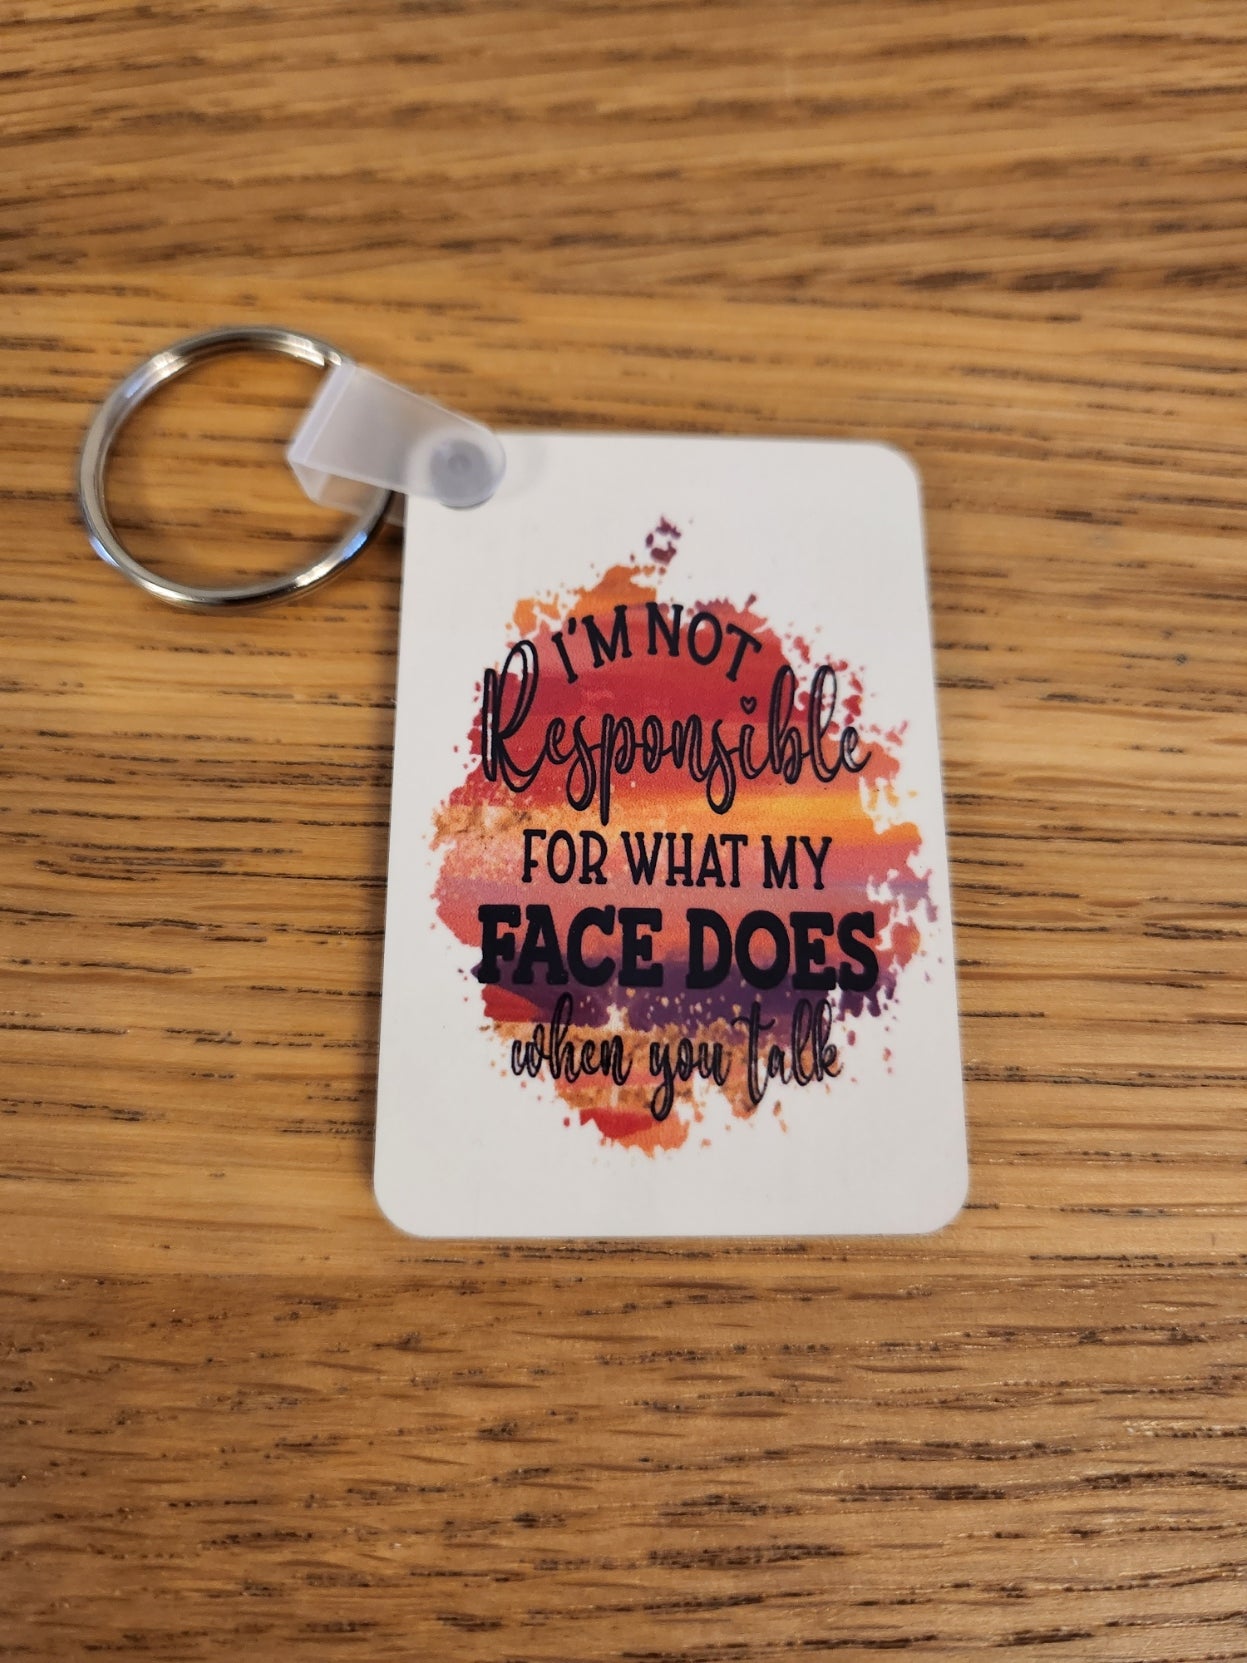 I'M NOT
Responsible
FOR WHAT MY
FACE DOES
when you talk